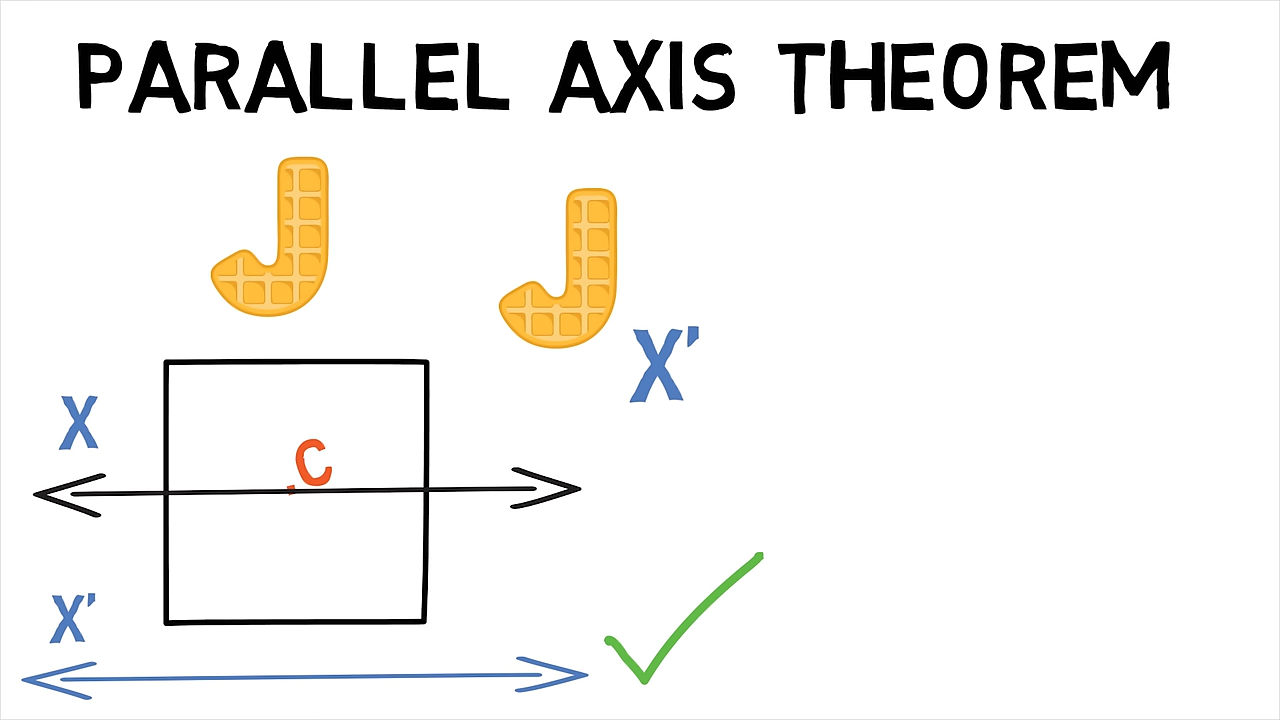 PARALLEL AXIS THEOREM
J J
X'
X
C
X'